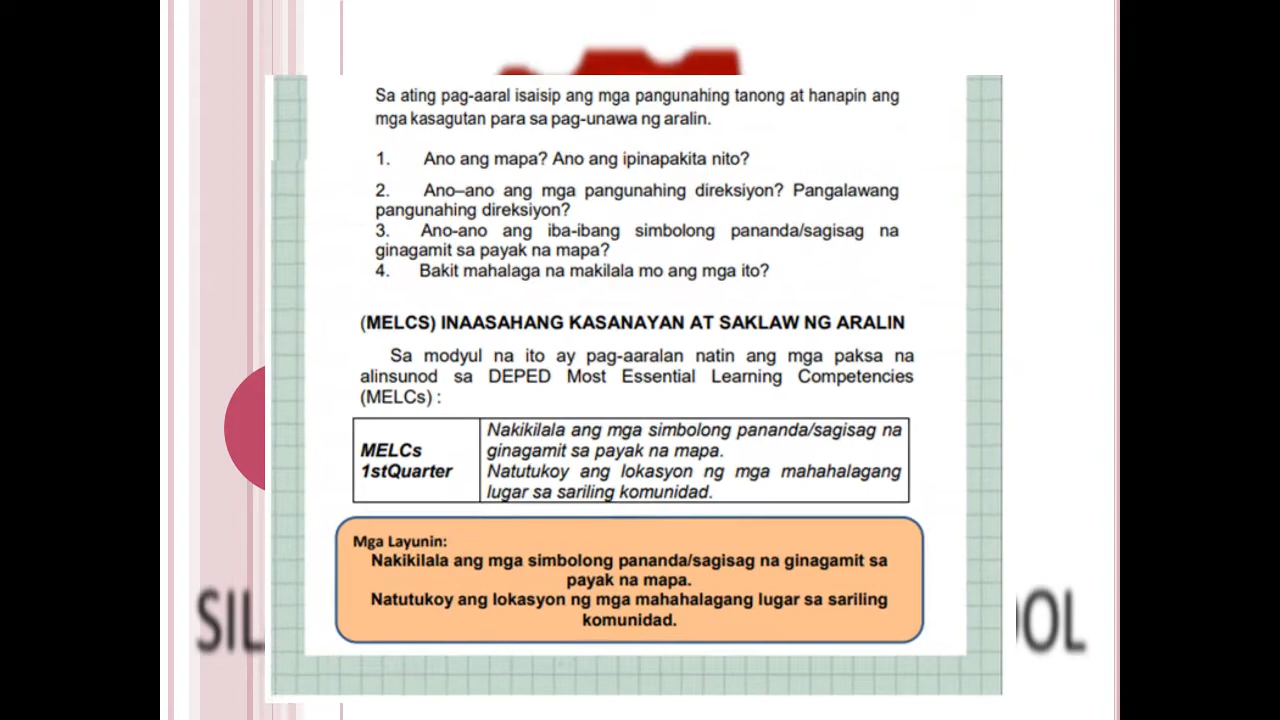 Sa ating pag-aaral isaisip ang mga pangunahing tanong at hanapin ang
mga kasagutan para sa pag-unawa ng aralin.
1. Ano ang mapa? Ano ang ipinapakita nito?
2. Ano–ano ang mga pangunahing direksiyon? Pangalawang
pangunahing direksiyon?
3. Ano-ano ang iba-ibang simbolong pananda/sagisag na
ginagamit sa payak na mapa?
4. Bakit mahalaga na makilala mo ang mga ito?
(MELCS) INAASAHANG KASANAYAN AT SAKLAW NG ARALIN
Sa modyul na ito ay pag-aaralan natin ang mga paksa na
alinsunod sa DEPED Most Essential Learning Competencies
(MELCs) :
MELCs
1stQuarter
Nakikilala ang mga simbolong pananda/sagisag na
ginagamit sa payak na mapa.
Natutukoy ang lokasyon ng mga mahahalagang
lugar sa sariling komunidad.
Mga Layunin:
Nakikilala ang mga simbolong pananda/sagisag na ginagamit sa
payak na mapa.
Natutukoy ang lokasyon ng mga mahahalagang lugar sa sariling
komunidad.